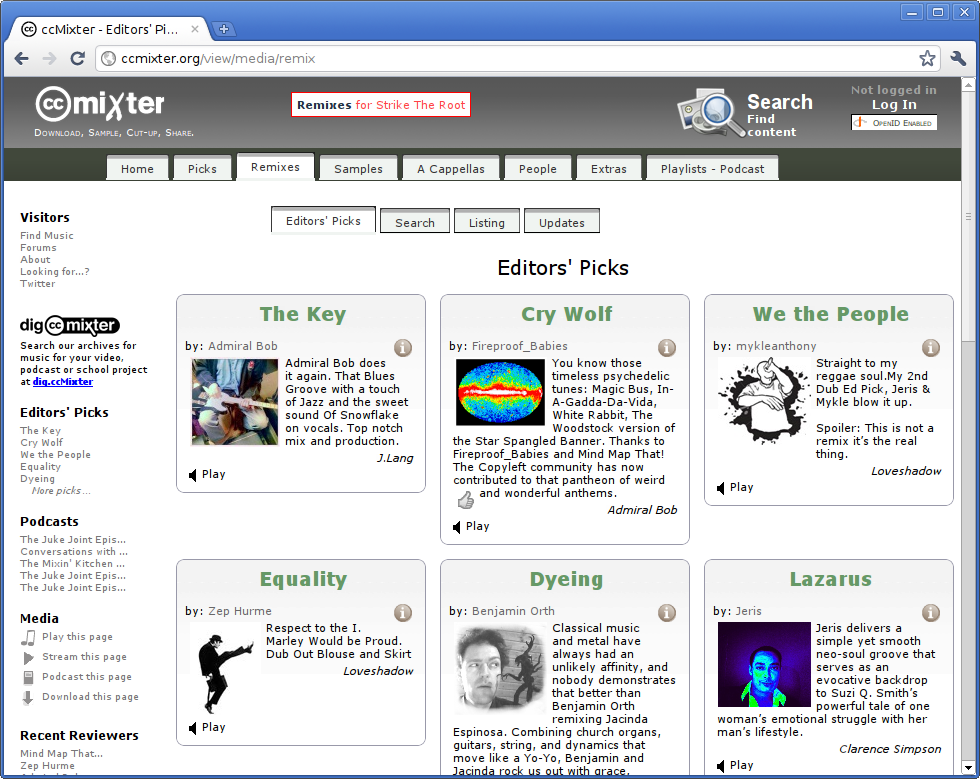 ccMixter - Editors' Pi...
ccmixter.org/view/media/remix
cc mixter
Download, Sample, Cut-up, Share.
Remixes for Strike The Root
Search
Find
content
Not logged in
Log In
OpenID Enabled
Home
Picks
Remixes
Samples
A Cappellas
People
Extras
Playlists - Podcast
Editors' Picks
Search
Listing
Updates
Visitors
Find Music
Forums
About
Looking for...?
Twitter
dig cc mixter
Search our archives for
music for your video,
podcast or school project
at dig.ccMixter
Editors' Picks
The Key
Cry Wolf
We the People
Equality
Dyeing
More picks...
Podcasts
The Juke Joint Epis...
Conversations with ...
The Mixin' Kitchen ...
The Juke Joint Epis...
The Juke Joint Epis...
Media
Play this page
Stream this page
Podcast this page
Download this page
Recent Reviewers
Mind Map That...
Zep Hurme
Editors' Picks
The Key
by: Admiral Bob
Admiral Bob does
it again. That Blues
Groove with a touch
of Jazz and the sweet
sound Of Snowflake
on vocals. Top notch
mix and production.
J.Lang
Play
Cry Wolf
by: Fireproof_Babies
You know those
timeless psychedelic
tunes: Magic Bus, In-
A-Gadda-Da-Vida,
White Rabbit, The
Woodstock version of
the Star Spangled Banner. Thanks to
Fireproof_Babies and Mind Map That!
The Copyleft community has now
contributed to that pantheon of weird
and wonderful anthems.
Admiral Bob
Play
We the People
by: mykleanthony
Straight to my
reggae soul.My 2nd
Dub Ed Pick, Jeris &
Mykle blow it up.
Spoiler: This is not a
remix it's the real
thing.
Loveshadow
Play
Equality
by: Zep Hurme
Respect to the I.
Marley Would be Proud.
Dub Out Blouse and Skirt
Loveshadow
Play
Dyeing
by: Benjamin Orth
Classical music
and metal have
always had an
unlikely affinity, and
nobody demonstrates
that better than
Benjamin Orth
remixing Jacinda
Espinosa. Combining church organs,
guitars, string, and dynamics that
move like a Yo-Yo, Benjamin and
Jacinda rock us out with grace.
Lazarus
by: Jeris
Jeris delivers a
simple yet smooth
neo-soul groove that
serves as an
evocative backdrop
to Suzi Q. Smith's
powerful tale of one
woman's emotional struggle with her
man's lifestyle.
Clarence Simpson
Play